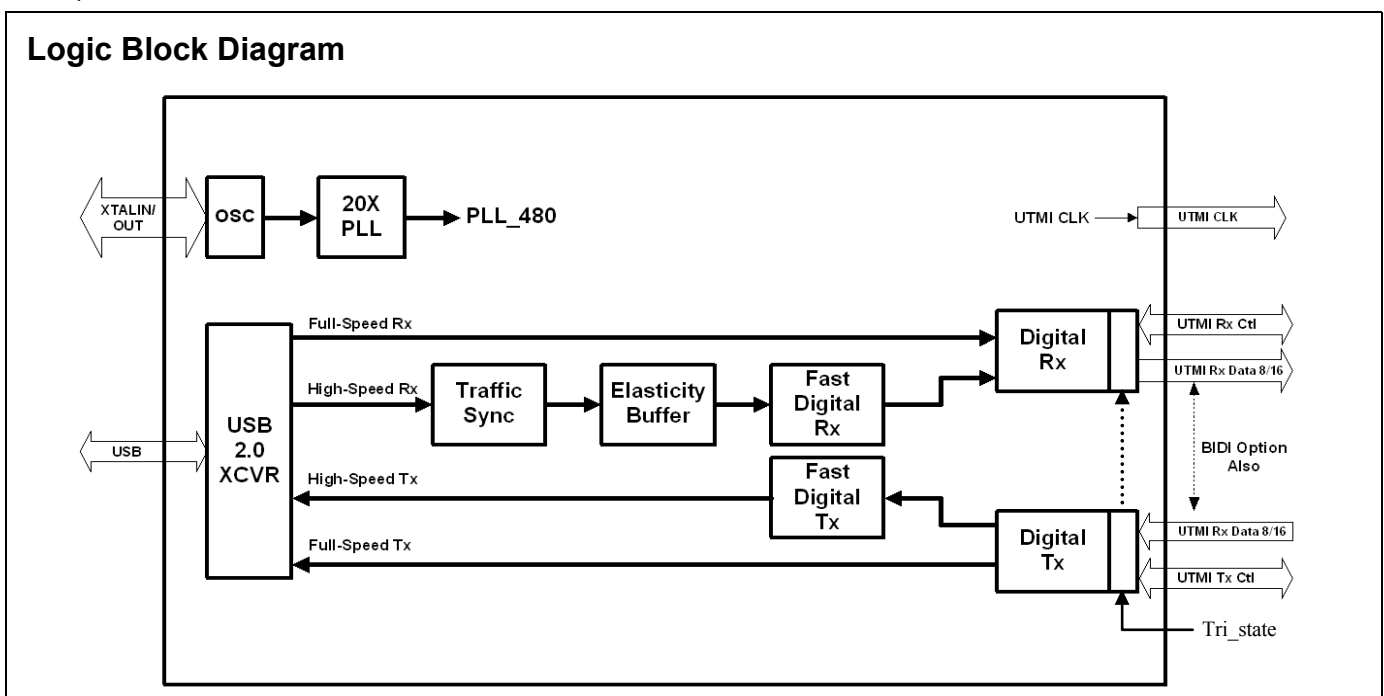 Logic Block Diagram
XTALIN/
OUT
OSC
20X
PLL
PLL_480
UTMI CLK
UTMI CLK
Full-Speed Rx
Digital
Rx
UTMI Rx Ctl
UTMI Rx Data 8/16
High-Speed Rx
Traffic
Sync
Elasticity
Buffer
Fast
Digital
Rx
USB
USB
2.0
XCVR
BIDI Option
Also
High-Speed Tx
Fast
Digital
Tx
UTMI Rx Data 8/16
Full-Speed Tx
Digital
Tx
UTMI Tx Ctl
Tri_state